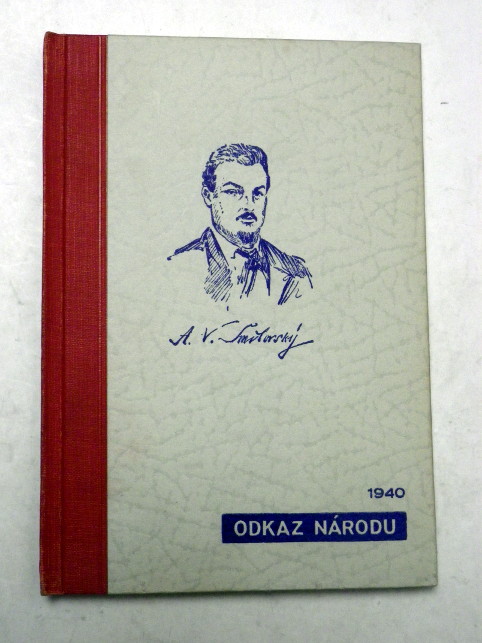 A. V. Šmilovský
1940
ODKAZ NÁRODU